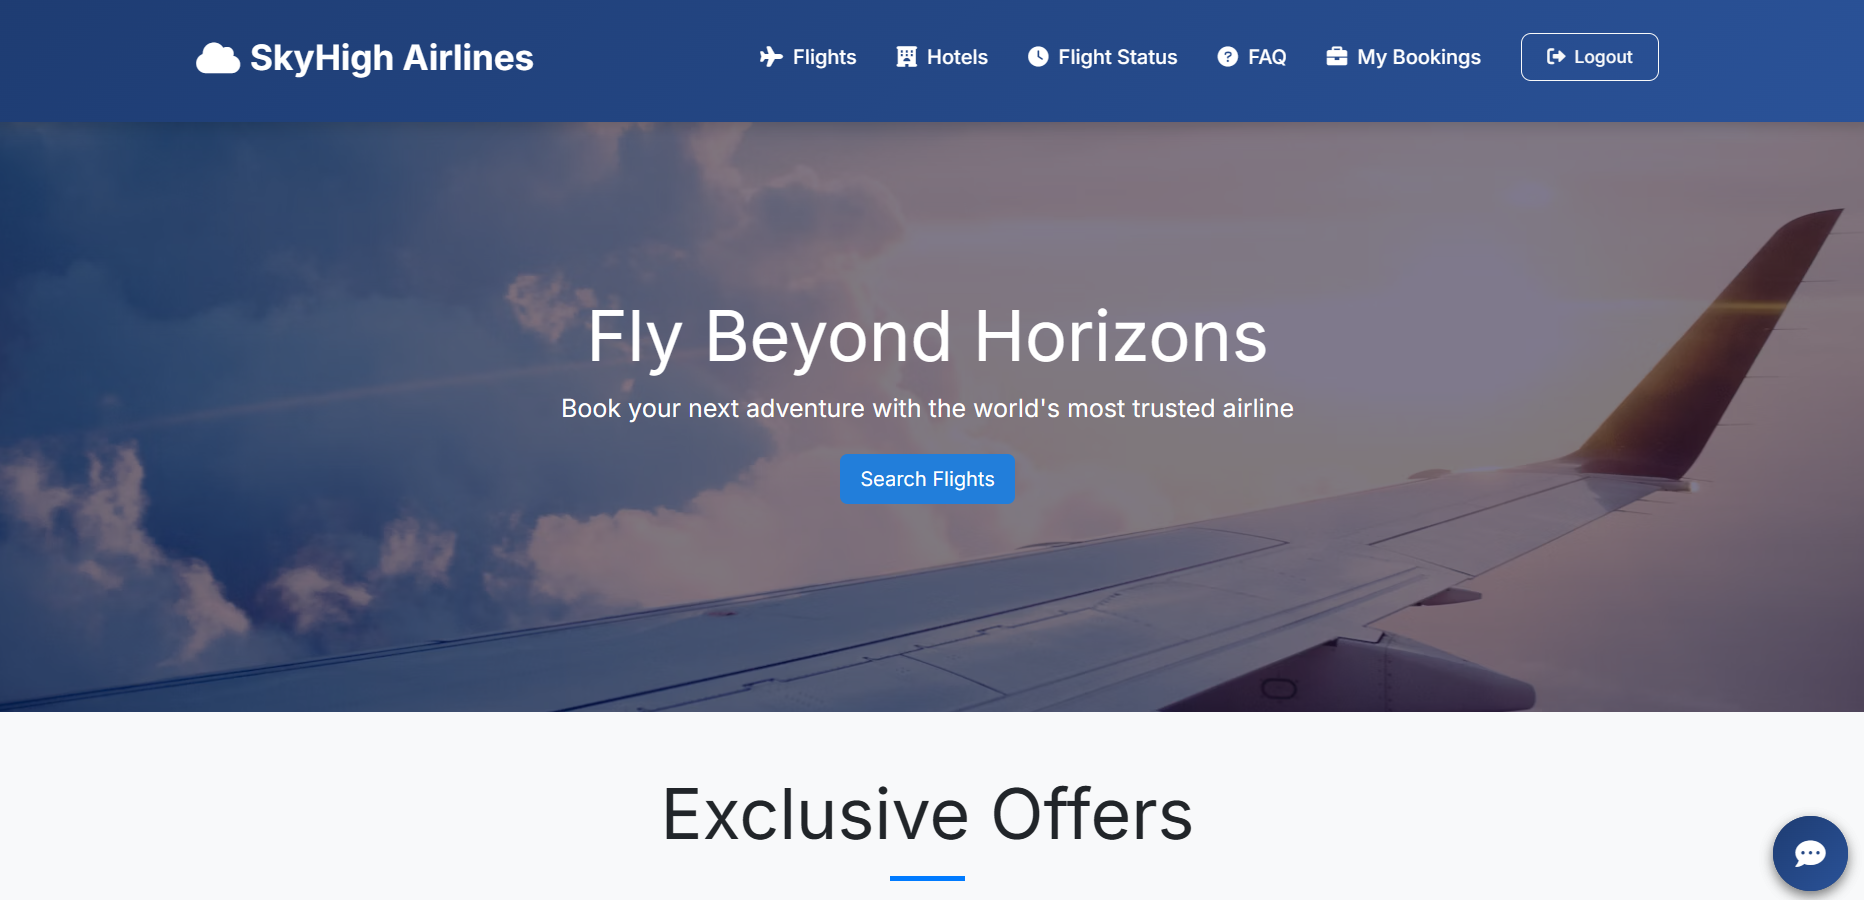 SkyHigh Airlines
Flights
Hotels
Flight Status
FAQ
My Bookings
Logout
Fly Beyond Horizons
Book your next adventure with the world's most trusted airline
Search Flights
Exclusive Offers